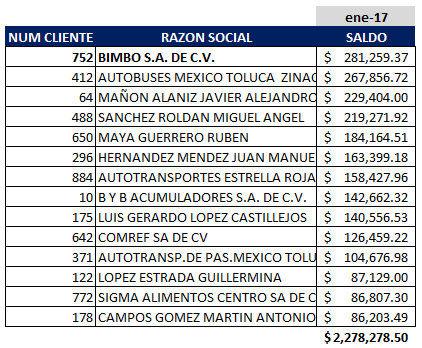 ene-17
NUM CLIENTE RAZON SOCIAL SALDO
752 BIMBO S.A. DE C.V. $ 281,259.37
412 AUTOBUSES MEXICO TOLUCA ZINAC $ 267,856.72
64 MAÑON ALANIZ JAVIER ALEJANDRO $ 229,404.00
488 SANCHEZ ROLDAN MIGUEL ANGEL $ 219,271.92
650 MAYA GUERRERO RUBEN $ 184,164.51
296 HERNANDEZ MENDEZ JUAN MANUE $ 163,399.18
884 AUTOTRANSPORTES ESTRELLA ROJA $ 158,427.96
10 B Y B ACUMULADORES S.A. DE C.V. $ 142,662.32
175 LUIS GERARDO LOPEZ CASTILLEJOS $ 140,556.53
642 COMREF SA DE CV $ 126,459.22
371 AUTOTRANSP.DE PAS.MEXICO TOLU $ 104,676.98
122 LOPEZ ESTRADA GUILLERMINA $ 87,129.00
772 SIGMA ALIMENTOS CENTRO SA DE C $ 86,807.30
178 CAMPOS GOMEZ MARTIN ANTONIO $ 86,203.49
$ 2,278,278.50